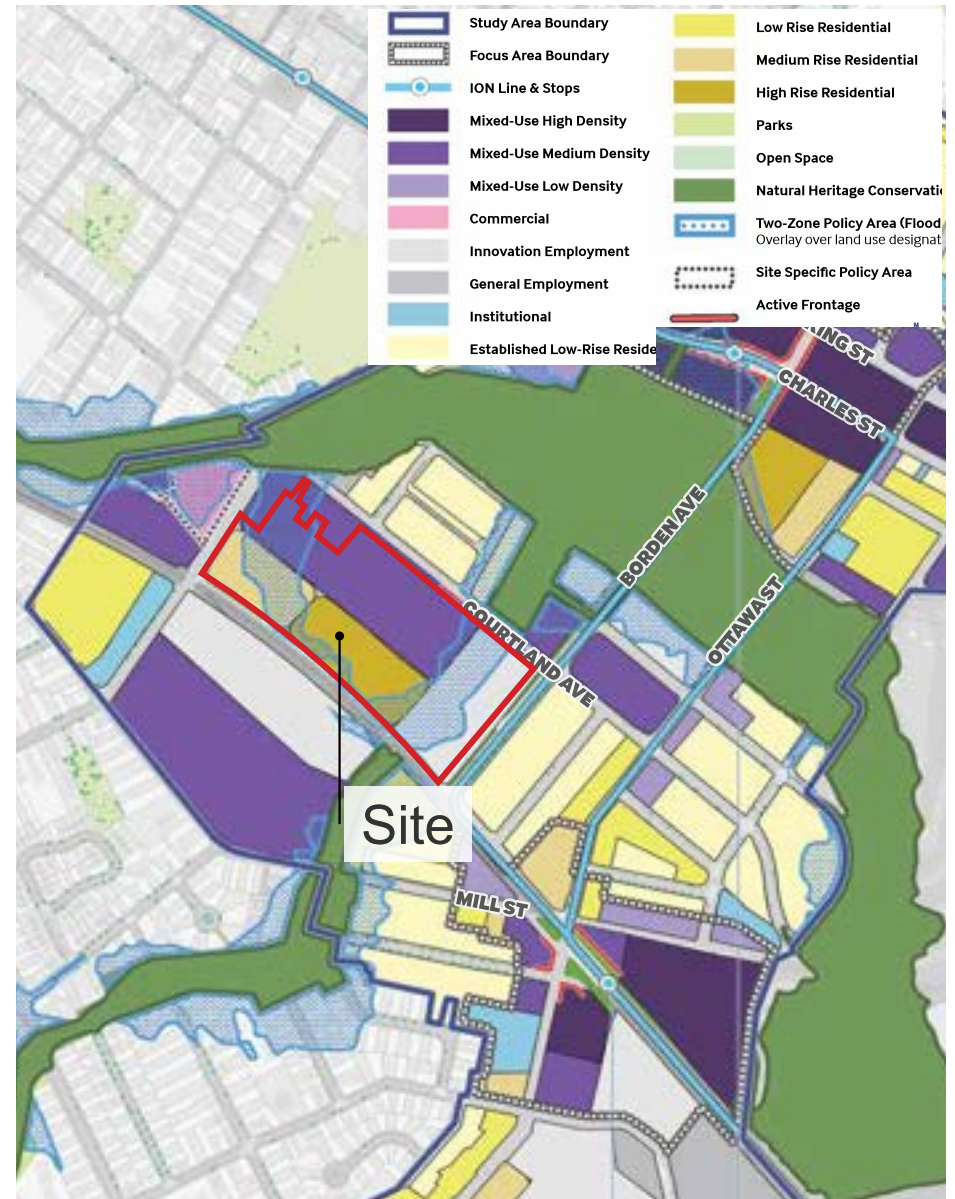 Study Area Boundary
Focus Area Boundary
ION Line & Stops
Mixed-Use High Density
Mixed-Use Medium Density
Mixed-Use Low Density
Commercial
Innovation Employment
General Employment
Institutional
Established Low-Rise Reside
Low Rise Residential
Medium Rise Residential
High Rise Residential
Parks
Open Space
Natural Heritage Conservati
Two-Zone Policy Area (Flood
Overlay over land use designat
Site Specific Policy Area
Active Frontage
N
KING ST
CHARLES ST
BORDEN AVE
OTTAWA ST
COURTLAND AVE
Site
MILL ST